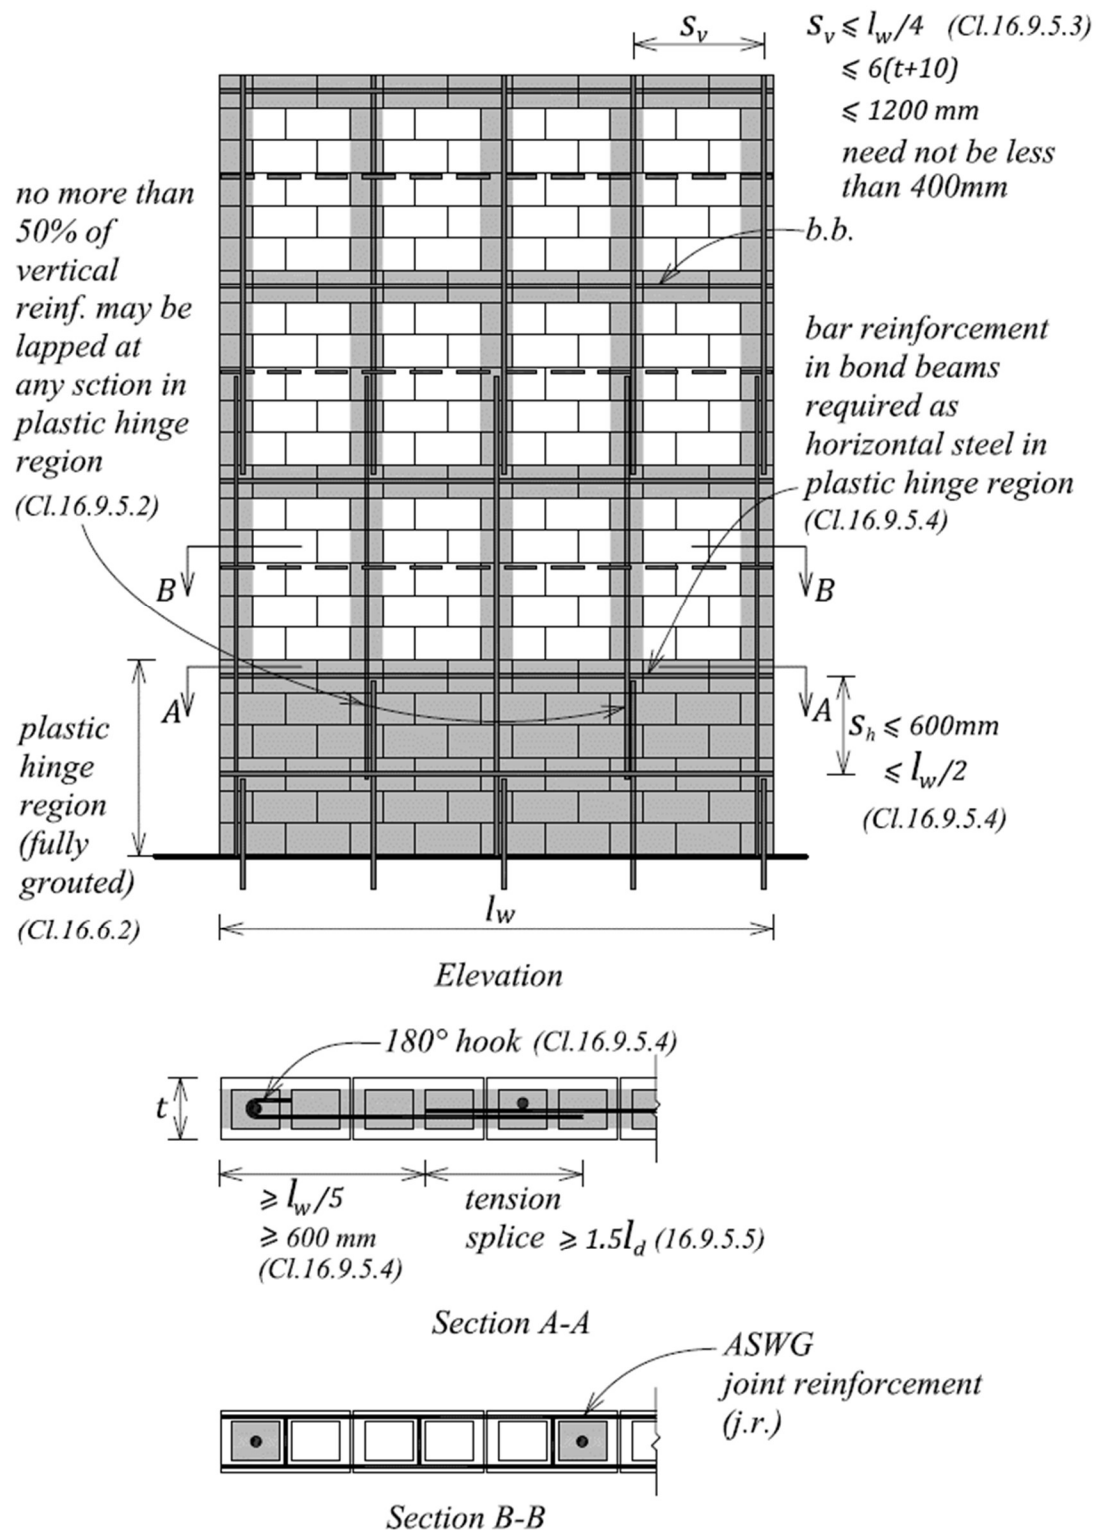 S_v
S_v ≤ l_w/4 (Cl.16.9.5.3)
≤ 6(t+10)
≤ 1200 mm
need not be less
than 400mm
no more than
50% of
vertical
reinf. may be
lapped at
any sction in
plastic hinge
region
(Cl.16.9.5.2)
b.b.
bar reinforcement
in bond beams
required as
horizontal steel in
plastic hinge region
(Cl.16.9.5.4)
B
B
A
A
S_h ≤ 600mm
≤ l_w/2
(Cl.16.9.5.4)
plastic
hinge
region
(fully
grouted)
(Cl.16.6.2)
l_w
Elevation
180° hook (Cl.16.9.5.4)
t
≥ l_w/5
≥ 600 mm
(Cl.16.9.5.4)
tension
splice ≥ 1.5l_d (16.9.5.5)
Section A-A
ASWG
joint reinforcement
(j.r.)
Section B-B